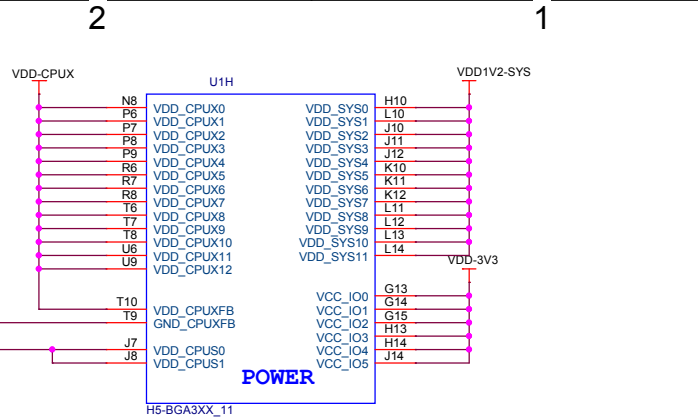 2 1
VDD-CPUX U1H VDD1V2-SYS
N8 VDD_CPUX0 VDD_SYS0 H10
P6 VDD_CPUX1 VDD_SYS1 L10
P7 VDD_CPUX2 VDD_SYS2 J10
P8 VDD_CPUX3 VDD_SYS3 J11
P9 VDD_CPUX4 VDD_SYS4 J12
R6 VDD_CPUX5 VDD_SYS5 K10
R7 VDD_CPUX6 VDD_SYS6 K11
R8 VDD_CPUX7 VDD_SYS7 K12
T6 VDD_CPUX8 VDD_SYS8 L11
T7 VDD_CPUX9 VDD_SYS9 L12
T8 VDD_CPUX10 VDD_SYS10 L13
U6 VDD_CPUX11 VDD_SYS11 L14
U9 VDD_CPUX12 VDD-3V3
VCC_IO0 G13
T10 VDD_CPUXFB VCC_IO1 G14
T9 GND_CPUXFB VCC_IO2 G15
VCC_IO3 H13
J7 VDD_CPUS0 VCC_IO4 H14
J8 VDD_CPUS1 VCC_IO5 J14
POWER
H5-BGA3XX_11